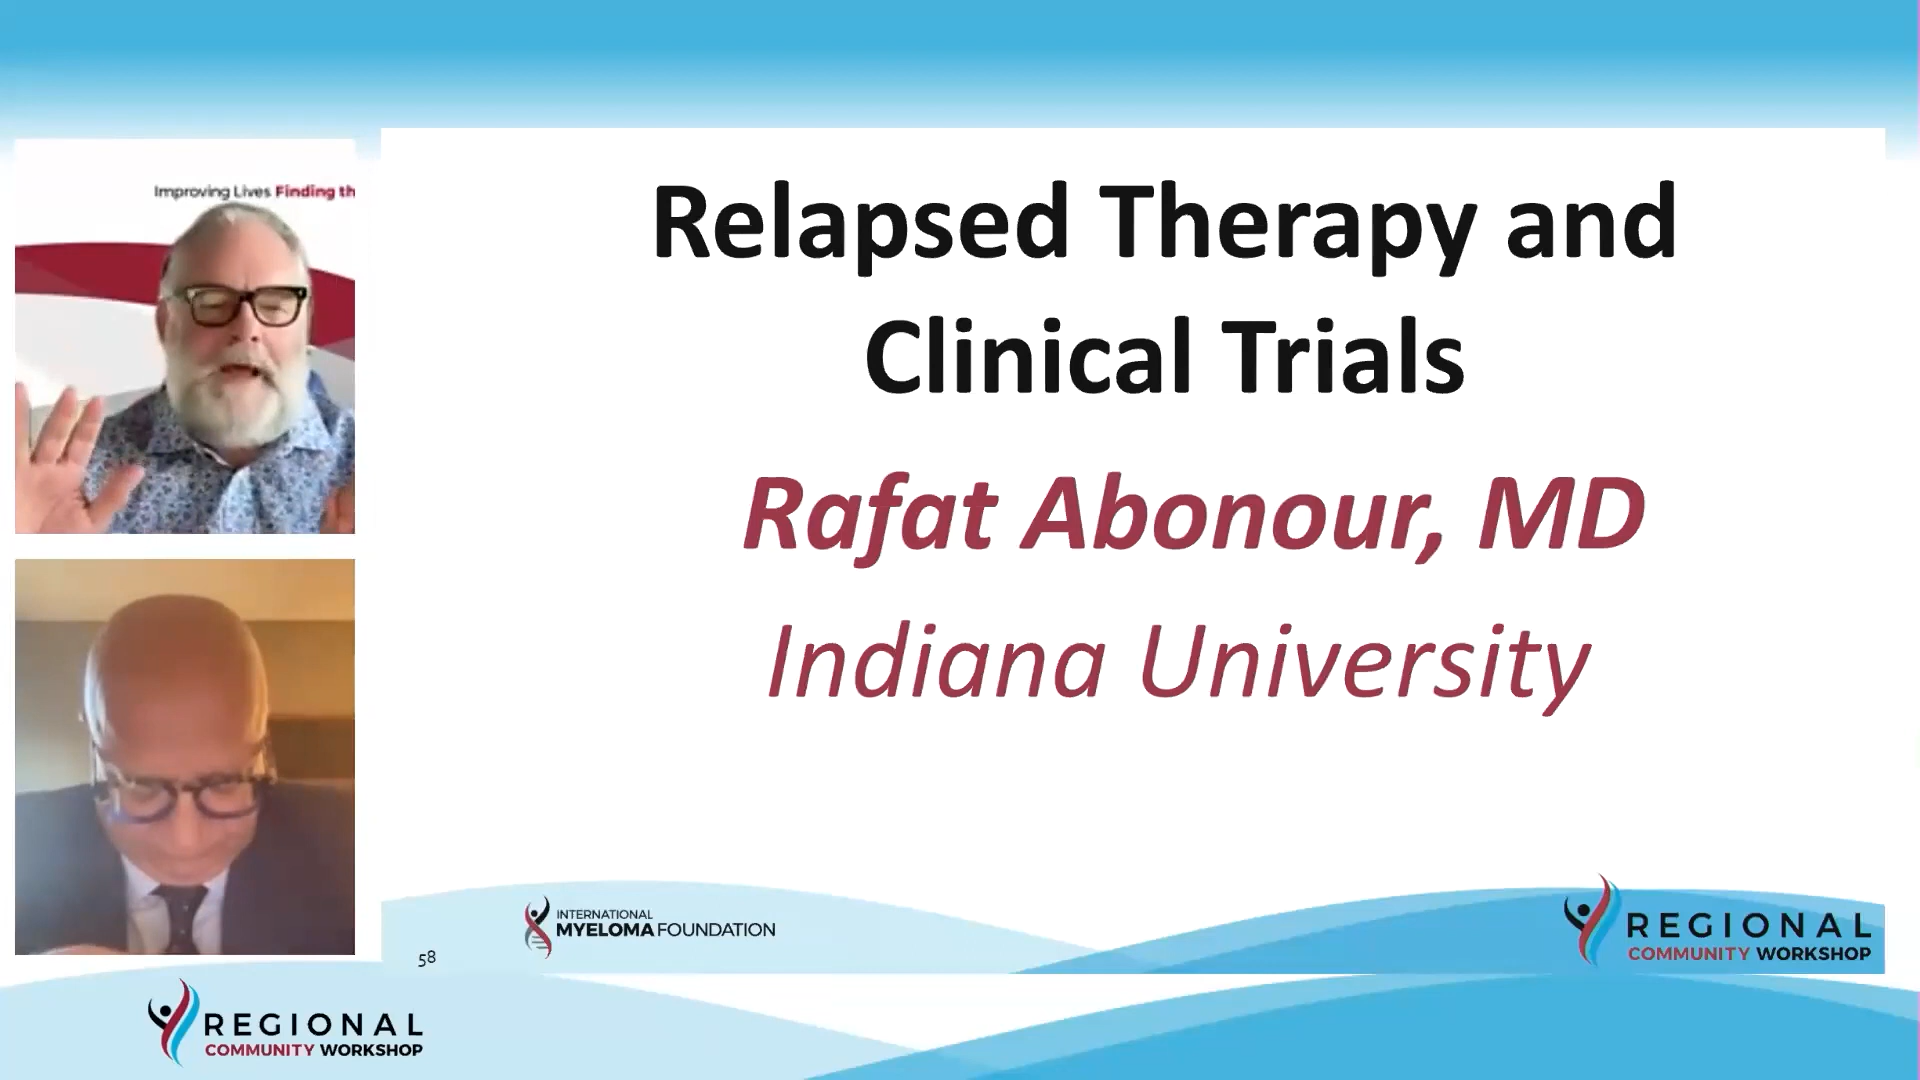 Improving Lives Finding th
Relapsed Therapy and
Clinical Trials
Rafat Abonour, MD
Indiana University
INTERNATIONAL
MYELOMA FOUNDATION
58
REGIONAL
COMMUNITY WORKSHOP
REGIONAL
COMMUNITY WORKSHOP